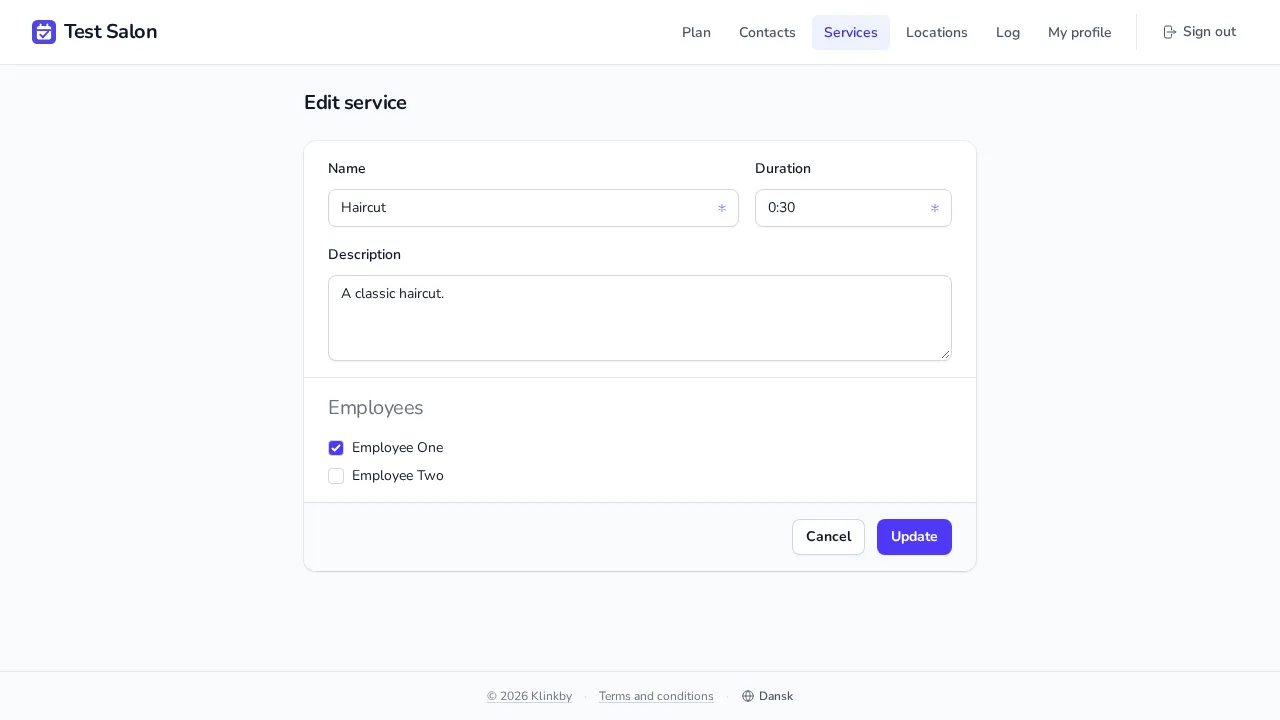 Test Salon
Plan
Contacts
Services
Locations
Log
My profile
Sign out
Edit service
Name
Duration
Haircut *
0:30 *
Description
A classic haircut.
Employees
Employee One
Employee Two
Cancel
Update
© 2026 Klinkby · Terms and conditions · Dansk